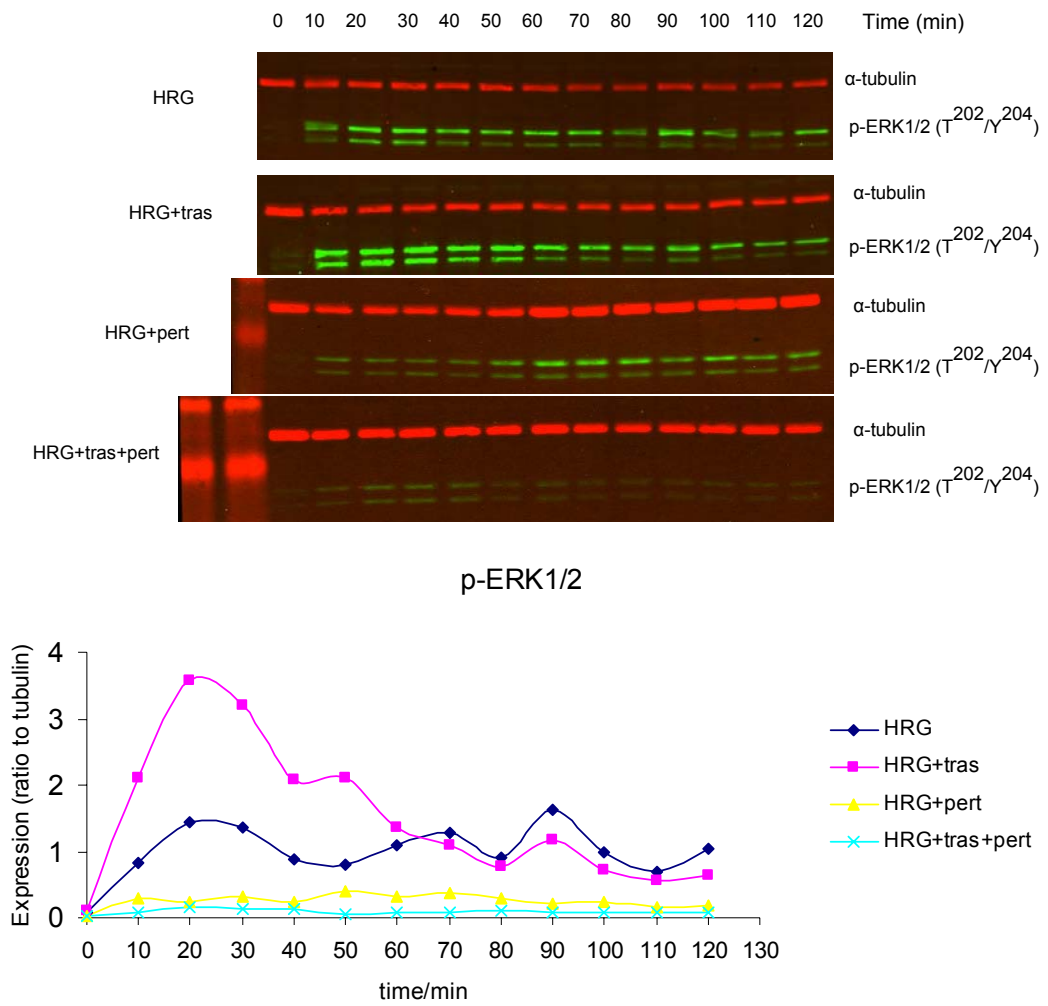 0 10 20 30 40 50 60 70 80 90 100 110 120 Time (min)
HRG
α-tubulin
p-ERK1/2 (T202/Y204)
HRG+tras
α-tubulin
p-ERK1/2 (T202/Y204)
HRG+pert
α-tubulin
p-ERK1/2 (T202/Y204)
HRG+tras+pert
α-tubulin
p-ERK1/2 (T202/Y204)
p-ERK1/2
Expression (ratio to tubulin)
4
3
2
1
0
0 10 20 30 40 50 60 70 80 90 100 110 120 130
time/min
HRG
HRG+tras
HRG+pert
HRG+tras+pert